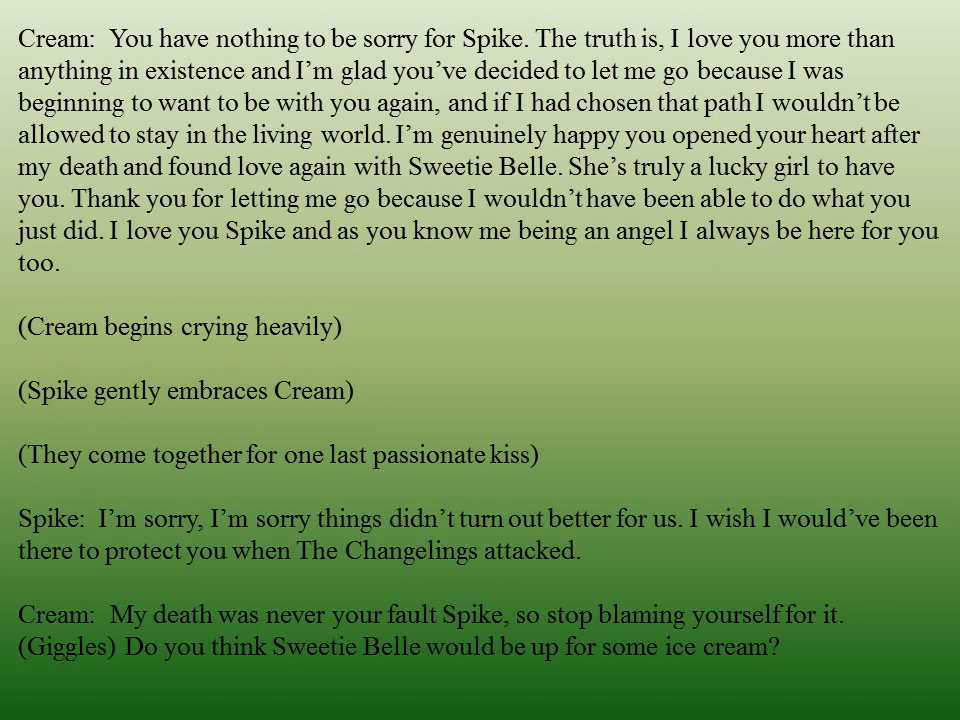 Cream:  You have nothing to be sorry for Spike. The truth is, I love you more than
anything in existence and I’m glad you’ve decided to let me go because I was
beginning to want to be with you again, and if I had chosen that path I wouldn’t be
allowed to stay in the living world. I’m genuinely happy you opened your heart after
my death and found love again with Sweetie Belle. She’s truly a lucky girl to have
you. Thank you for letting me go because I wouldn’t have been able to do what you
just did. I love you Spike and as you know me being an angel I always be here for you
too.
(Cream begins crying heavily)
(Spike gently embraces Cream)
(They come together for one last passionate kiss)
Spike:  I’m sorry, I’m sorry things didn’t turn out better for us. I wish I would’ve been
there to protect you when The Changelings attacked.
Cream:  My death was never your fault Spike, so stop blaming yourself for it.
(Giggles) Do you think Sweetie Belle would be up for some ice cream?